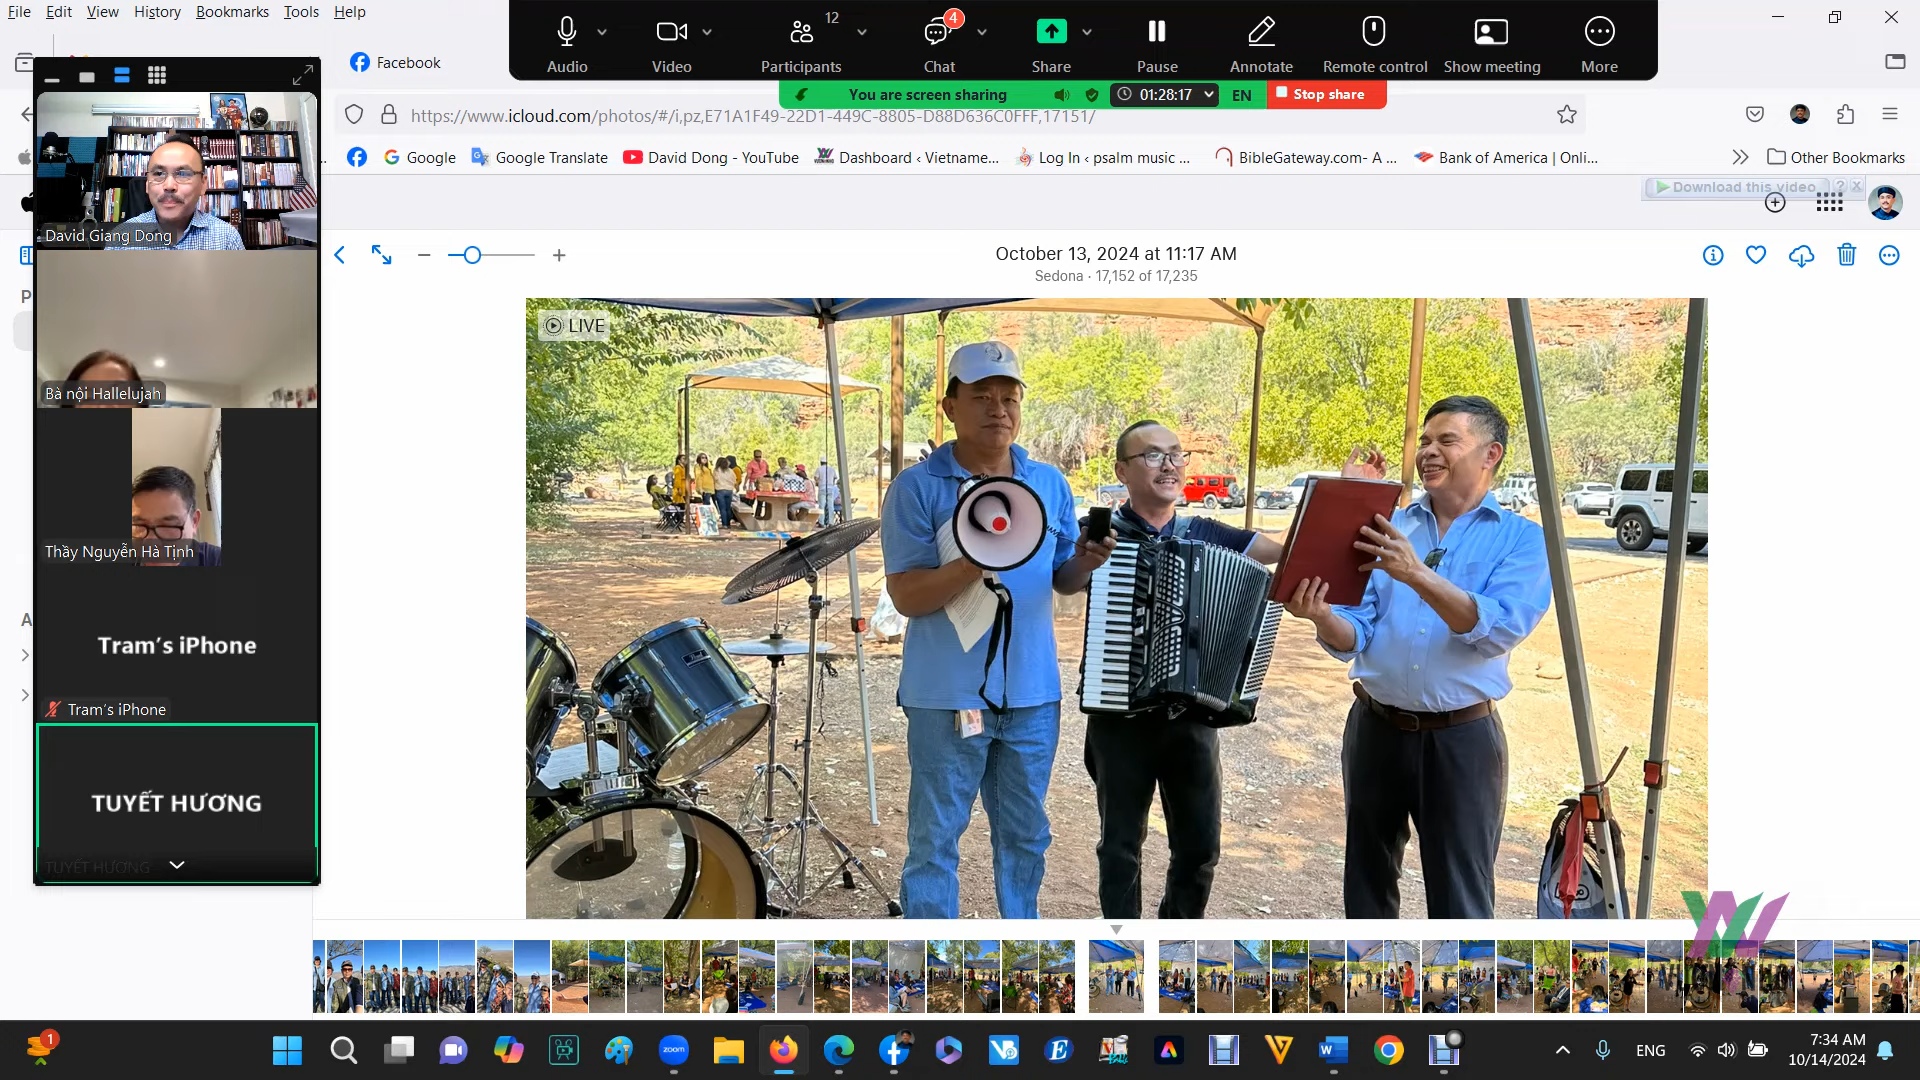 File Edit View History Bookmarks Tools Help
Audio Video Participants 12 Chat 4 Share Pause Annotate Remote control Show meeting More
Facebook
You are screen sharing 01:28:17 EN Stop share
https://www.icloud.com/photos/#/i,pz,E71A1F49-22D1-449C-8805-D88D636C0FFF,17151/
Google Google Translate David Dong - YouTube Dashboard ‹ Vietname... Log In ‹ psalm music ... BibleGateway.com- A ... Bank of America | Onli... Other Bookmarks
Download this video ? X
David Giang Dong
October 13, 2024 at 11:17 AM
Sedona · 17,152 of 17,235
LIVE
Bà nội Hallelujah
Thầy Nguyễn Hà Tịnh
Tram's iPhone
Tram's iPhone
TUYẾT HƯƠNG
TUYẾT HƯƠNG
1
zoom
ENG
7:34 AM
10/14/2024